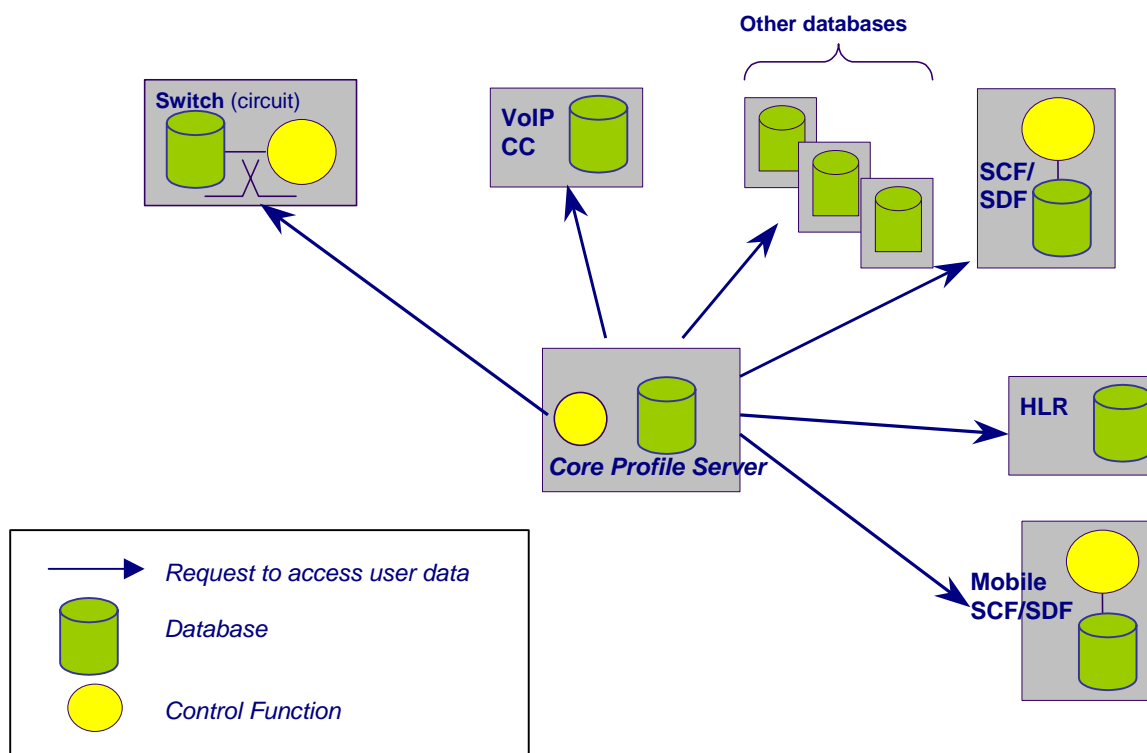 Other databases
Switch (circuit)
VoIP
CC
SCF/
SDF
HLR
Core Profile Server
Mobile
SCF/SDF
Request to access user data
Database
Control Function